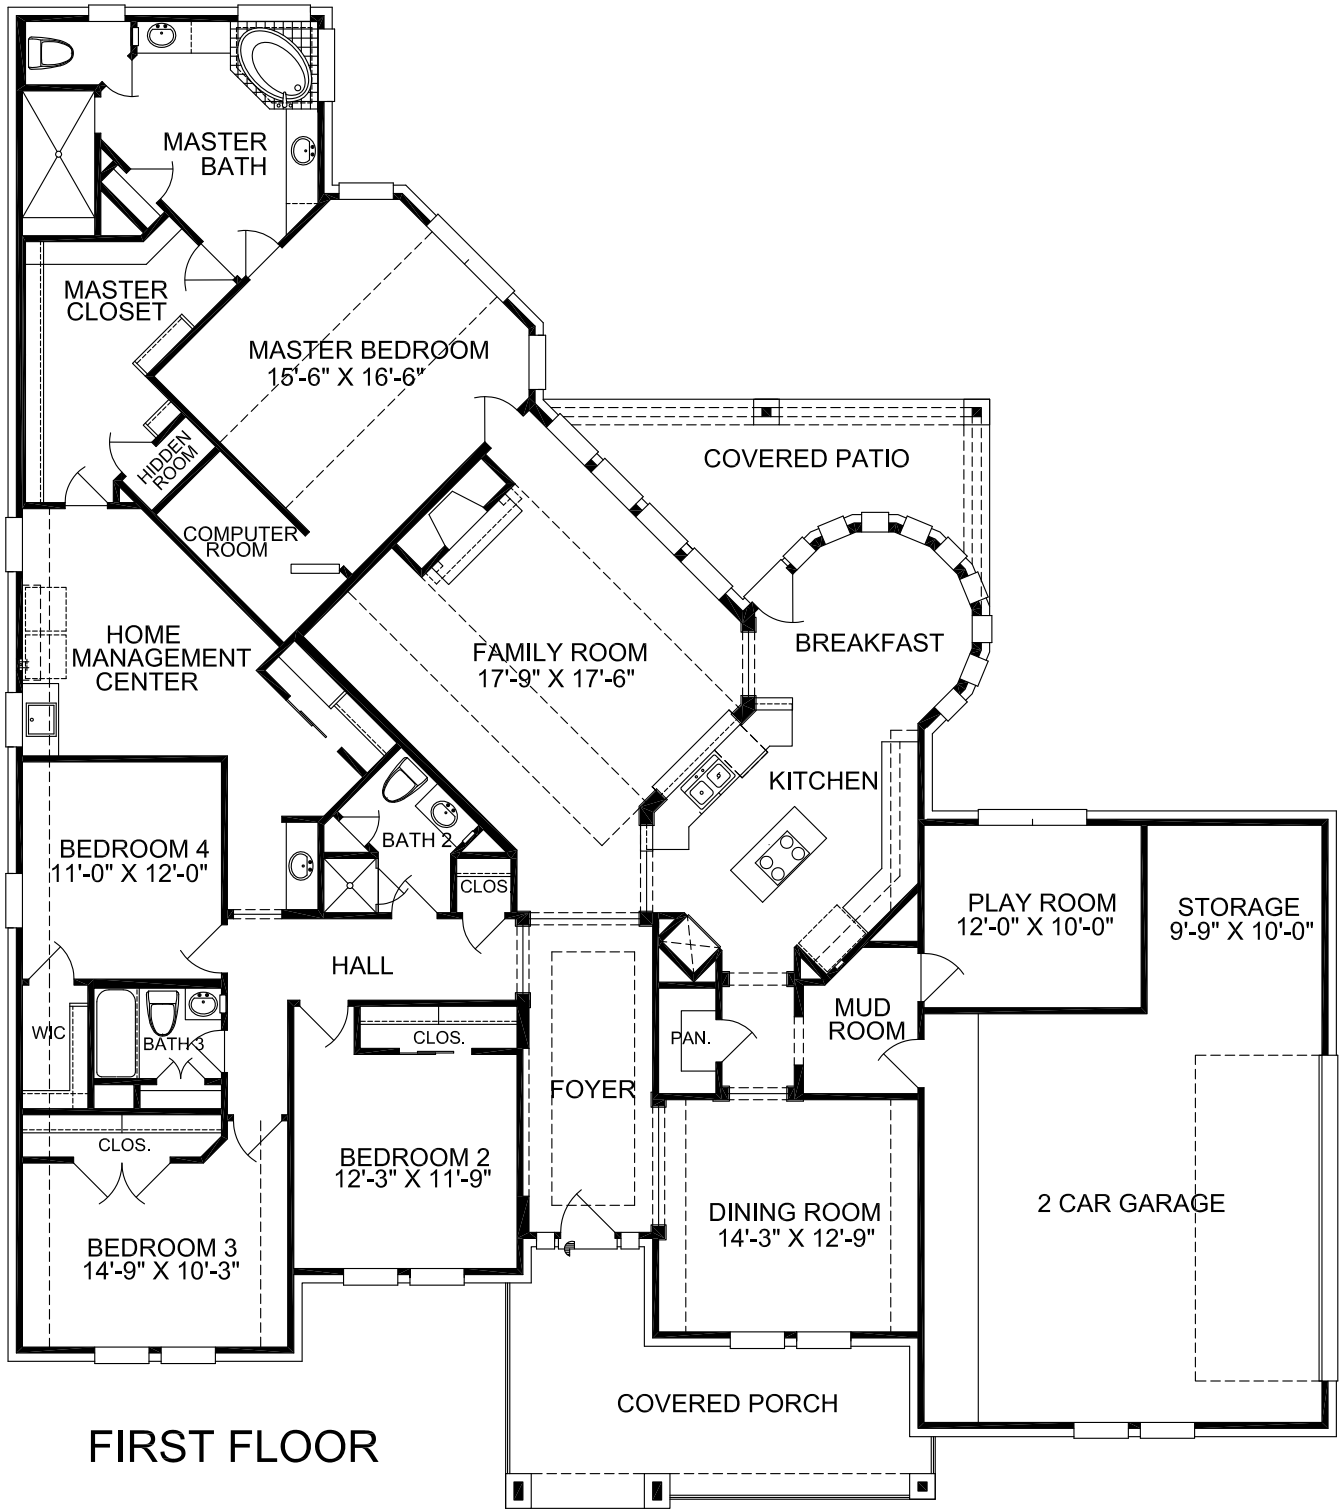 MASTER
BATH
MASTER
CLOSET
MASTER BEDROOM
15'-6" X 16'-6"
HIDDEN
ROOM
COVERED PATIO
COMPUTER
ROOM
HOME
MANAGEMENT
CENTER
FAMILY ROOM
17'-9" X 17'-6"
BREAKFAST
KITCHEN
BEDROOM 4
11'-0" X 12'-0"
BATH 2
CLOS.
PLAY ROOM
12'-0" X 10'-0"
STORAGE
9'-9" X 10'-0"
HALL
WIC
BATH 3
CLOS.
PAN.
MUD
ROOM
FOYER
CLOS.
BEDROOM 2
12'-3" X 11'-9"
DINING ROOM
14'-3" X 12'-9"
2 CAR GARAGE
BEDROOM 3
14'-9" X 10'-3"
COVERED PORCH
FIRST FLOOR